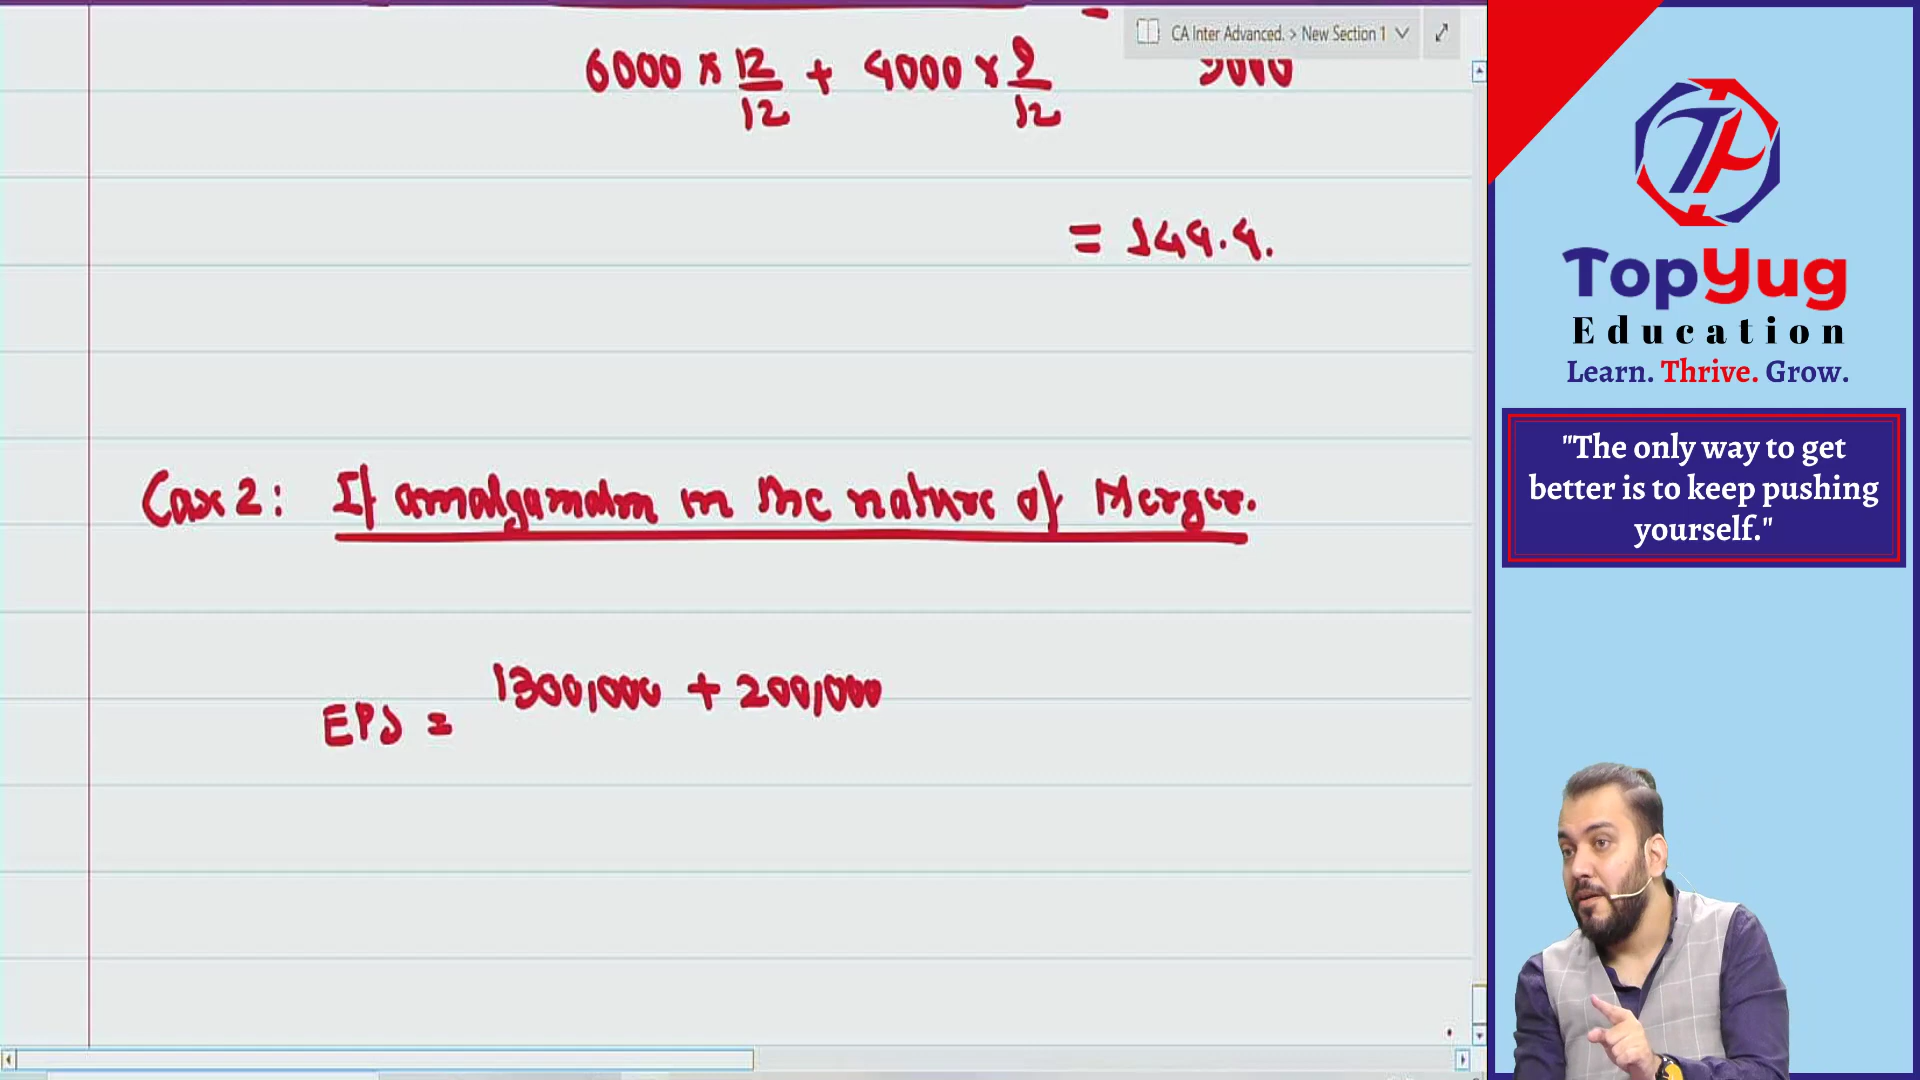 CA Inter Advanced. > New Section 1
6000 × 12/12 + 4000 × 9/12 9000
= 144.4.
Case 2: If amalgamation in the nature of Merger.
EPS = 1300,000 + 200,000
TopYug
Education
Learn. Thrive. Grow.
"The only way to get
better is to keep pushing
yourself."